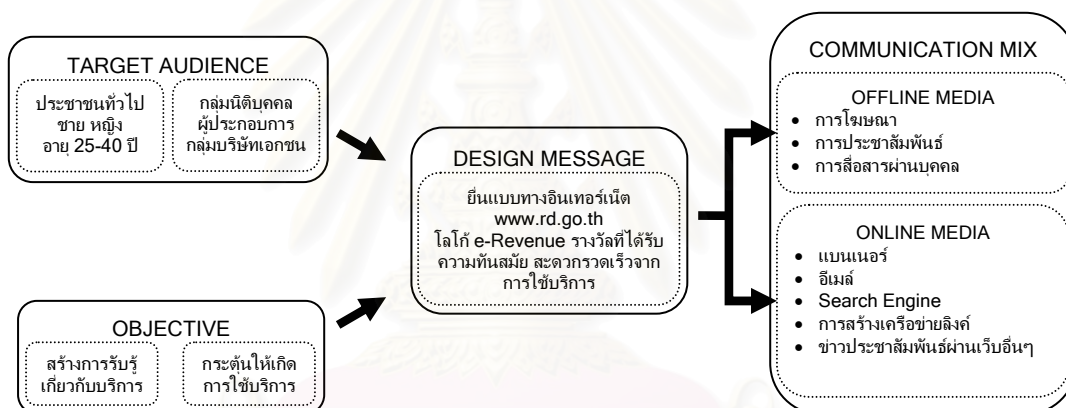 TARGET AUDIENCE
ประชาชนทั่วไป
ชาย หญิง
อายุ 25-40 ปี
กลุ่มนิติบุคคล
ผู้ประกอบการ
กลุ่มบริษัทเอกชน
OBJECTIVE
สร้างการรับรู้
เกี่ยวกับบริการ
กระตุ้นให้เกิด
การใช้บริการ
DESIGN MESSAGE
ยื่นแบบทางอินเทอร์เน็ต
www.rd.go.th
โลโก้ e-Revenue รางวัลที่ได้รับ
ความทันสมัย สะดวกรวดเร็วจาก
การใช้บริการ
COMMUNICATION MIX
OFFLINE MEDIA
• การโฆษณา
• การประชาสัมพันธ์
• การสื่อสารผ่านบุคคล
ONLINE MEDIA
• แบนเนอร์
• อีเมล์
• Search Engine
• การสร้างเครือข่ายลิงค์
• ข่าวประชาสัมพันธ์ผ่านเว็บอื่นๆ